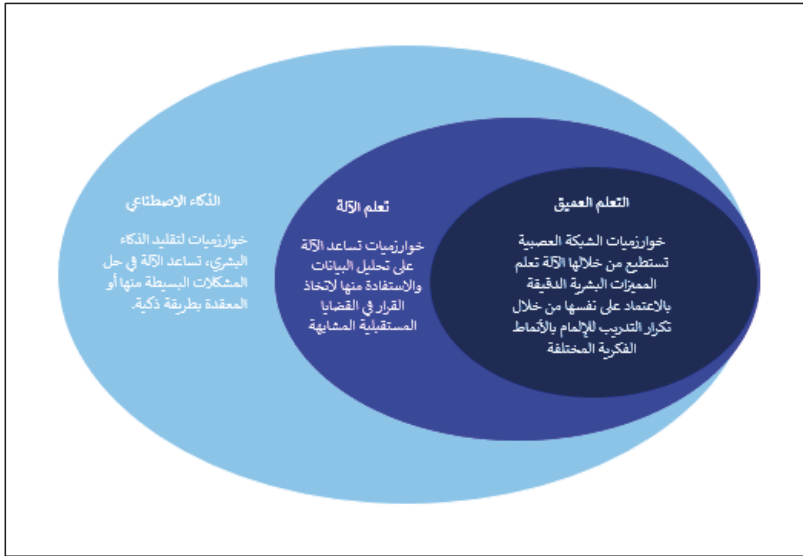 التعلم العميق
خوارزميات الشبكة العصبية
تستطيع من خلالها الآلة تعلم
المميزات البشرية الدقيقة
بالاعتماد على نفسها من خلال
تكرار التدريب للإلمام بالأنماط
الفكرية المختلفة
تعلم الآلة
خوارزميات تساعد الآلة
على تحليل البيانات
والاستفادة منها لاتخاذ
القرار في القضايا
المستقبلية المشابهة
الذكاء الاصطناعي
خوارزميات لتقليد الذكاء
البشري، تساعد الآلة في حل
المشكلات البسيطة منها أو
المعقدة بطريقة ذكية.